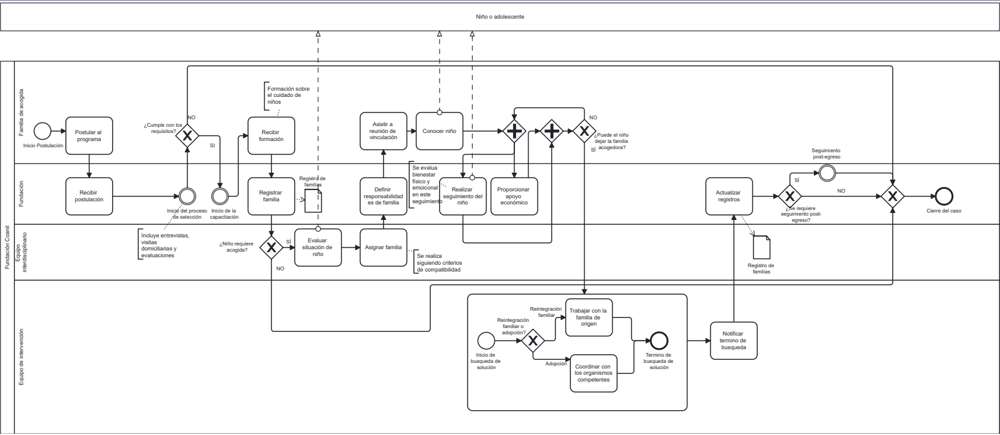 Niño o adolescente
Fundación Coanil
Familia de acogida
Inicio Postulación
Postular al
programa
¿Cumple con los
requisitos?
NO
SI
Formación sobre
el cuidado de
niños
Recibir
formación
Asistir a
reunión de
vinculación
Conocer niño
NO
¿Puede el niño
dejar la familia
acogedora?
SÍ
Seguimiento
post-egreso
Fundación
Recibir
postulación
Inicio del proceso
de selección
Inicio de la
capacitación
Registrar
familia
Registro de
familias
Definir
responsabilidad
es de familia
Se evalua
bienestar
físico y
emoiconal
en este
seguimiento
Realizar
seguimiento del
niño
Proporcionar
apoyo
económico
Actualizar
registros
SÍ
NO
¿Se requiere
seguimiento post-
egreso?
Cierre del caso
Equipo
interdisciplinario
Incluye entrevistas,
visitas
domiciliarias y
evaluaciones
¿Niño requiere
acogida?
SÍ
NO
Evaluar
situación de
niño
Asignar familia
Se realiza
siguiendo criterios
de compatibilidad
Registro de
familias
Equipo de intervención
Inicio de
busqueda de
solución
Reintegración
familiar o
adopción?
Reintegración
familiar
Adopción
Trabajar con la
familia de
origen
Coordinar con
los organismos
competentes
Termino de
busqueda de
solución
Notificar
termino de
busqueda